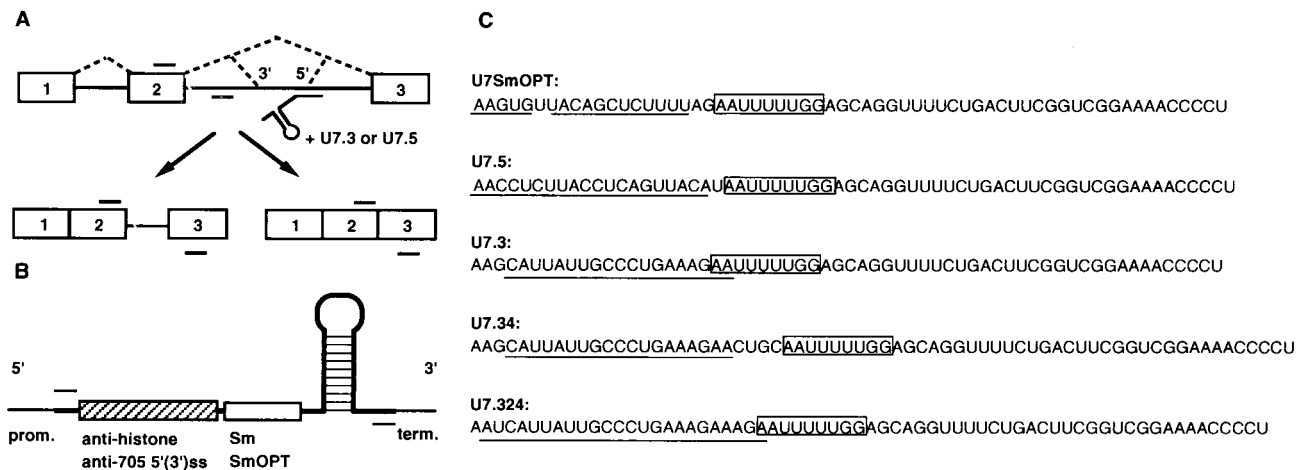 A
1
2
3' 5'
3
+ U7.3 or U7.5
1 2 3
1 2 3
B
5'
3'
prom.
anti-histone
anti-705 5'(3')ss
Sm
SmOPT
term.
C
U7SmOPT:
AAGUGUUACAGCUCUUUUAGAAUUUUUGGAGCAGGUUUUCUGACUUCGGUCGGAAAACCCCU
U7.5:
AACCUCUUACCUCAGUUACAUAAUUUUUGGAGCAGGUUUUCUGACUUCGGUCGGAAAACCCCU
U7.3:
AAGCAUUAUUGCCCUGAAAGAAUUUUUGGAGCAGGUUUUCUGACUUCGGUCGGAAAACCCCU
U7.34:
AAGCAUUAUUGCCCUGAAAGAACUGCAAUUUUUGGAGCAGGUUUUCUGACUUCGGUCGGAAAACCCCU
U7.324:
AAUCAUUAUUGCCCUGAAAGAAAGAAUUUUUGGAGCAGGUUUUCUGACUUCGGUCGGAAAACCCCU